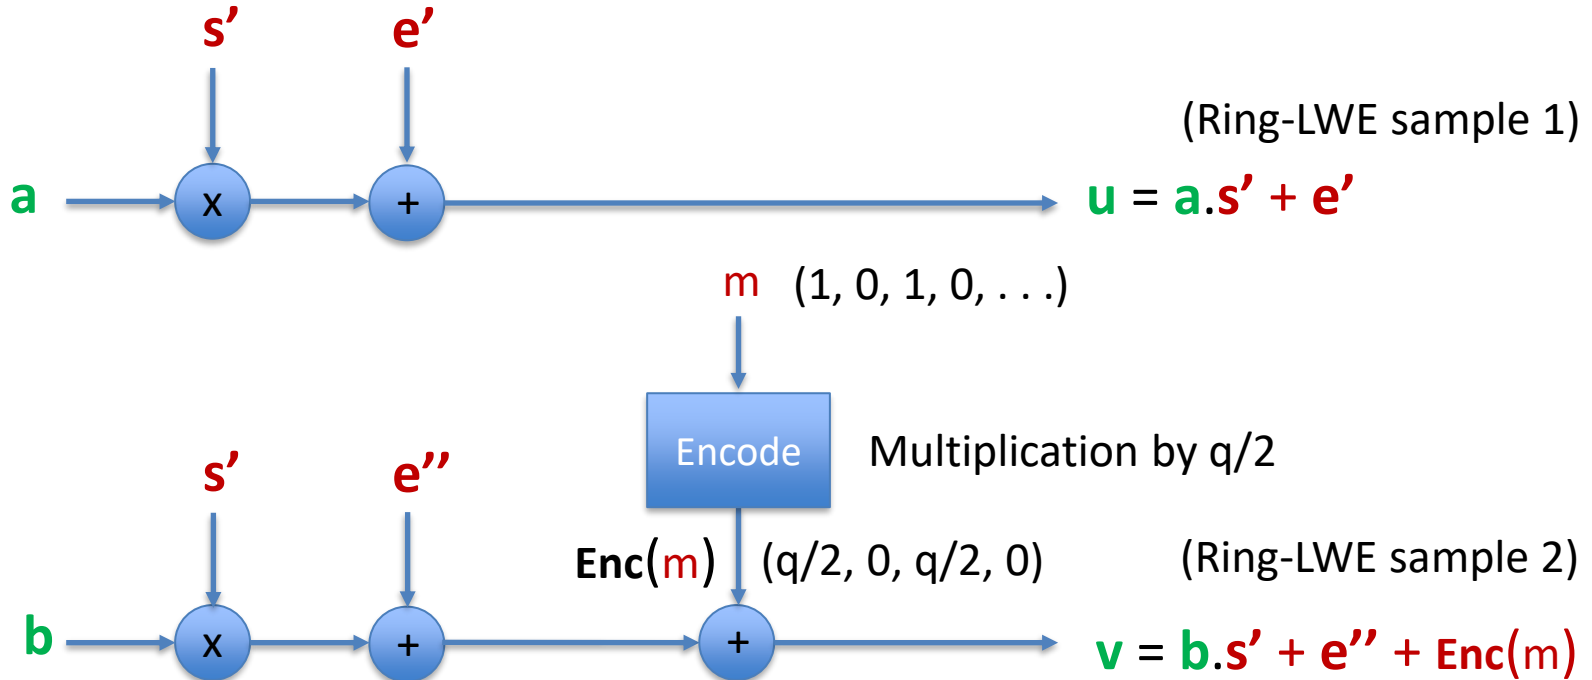 s’ e’
(Ring-LWE sample 1)
a x + u = a.s’ + e’
m (1, 0, 1, 0, . . .)
Encode Multiplication by q/2
s’ e’’
Enc(m) (q/2, 0, q/2, 0) (Ring-LWE sample 2)
b x + + v = b.s’ + e’’ + Enc(m)